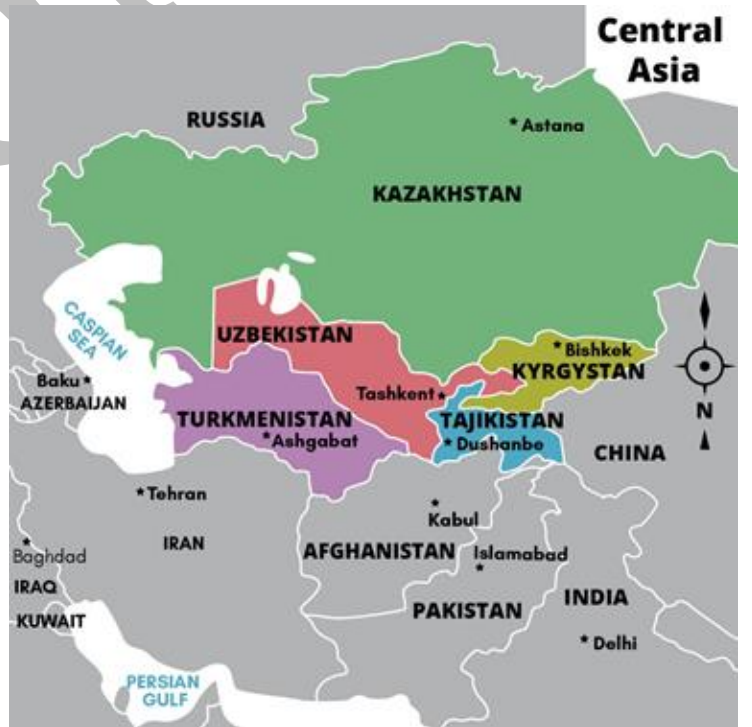 Central
Asia
RUSSIA
Astana
KAZAKHSTAN
CASPIAN
SEA
UZBEKISTAN
Bishkek
KYRGYSTAN
Baku
AZERBAIJAN
Tashkent
TURKMENISTAN
TAJIKISTAN
Ashgabat
Dushanbe
N
CHINA
Tehran
Kabul
IRAN
AFGHANISTAN
Islamabad
Baghdad
IRAQ
KUWAIT
PAKISTAN
INDIA
Delhi
PERSIAN
GULF